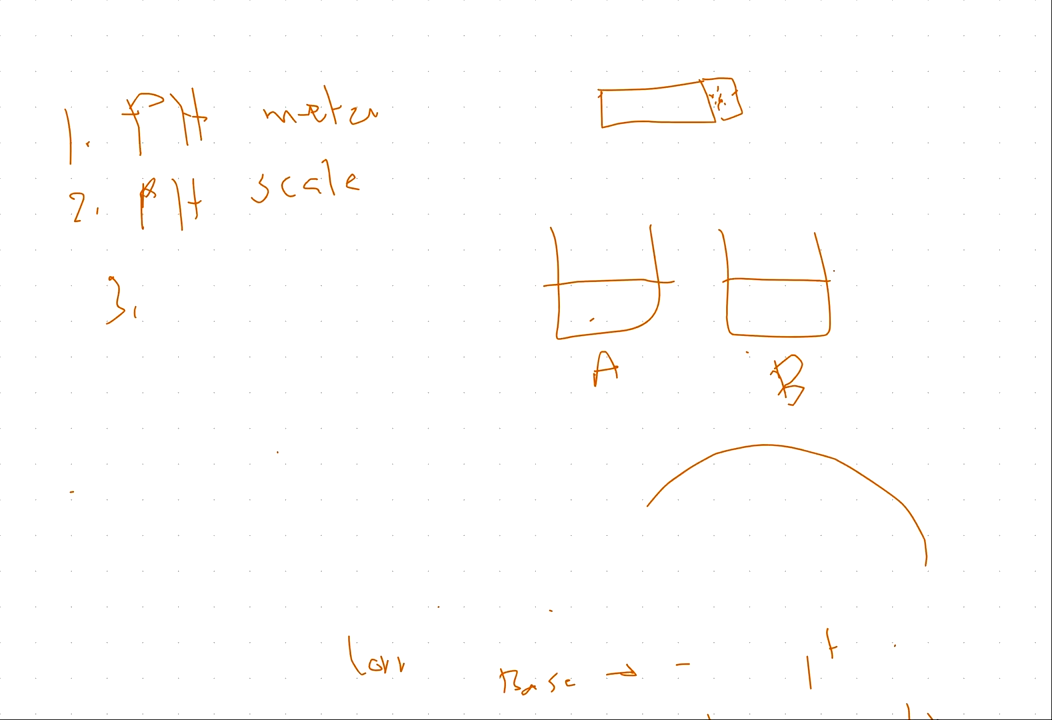 1. PH meter
2. PH scale
3.
A B
Base → -